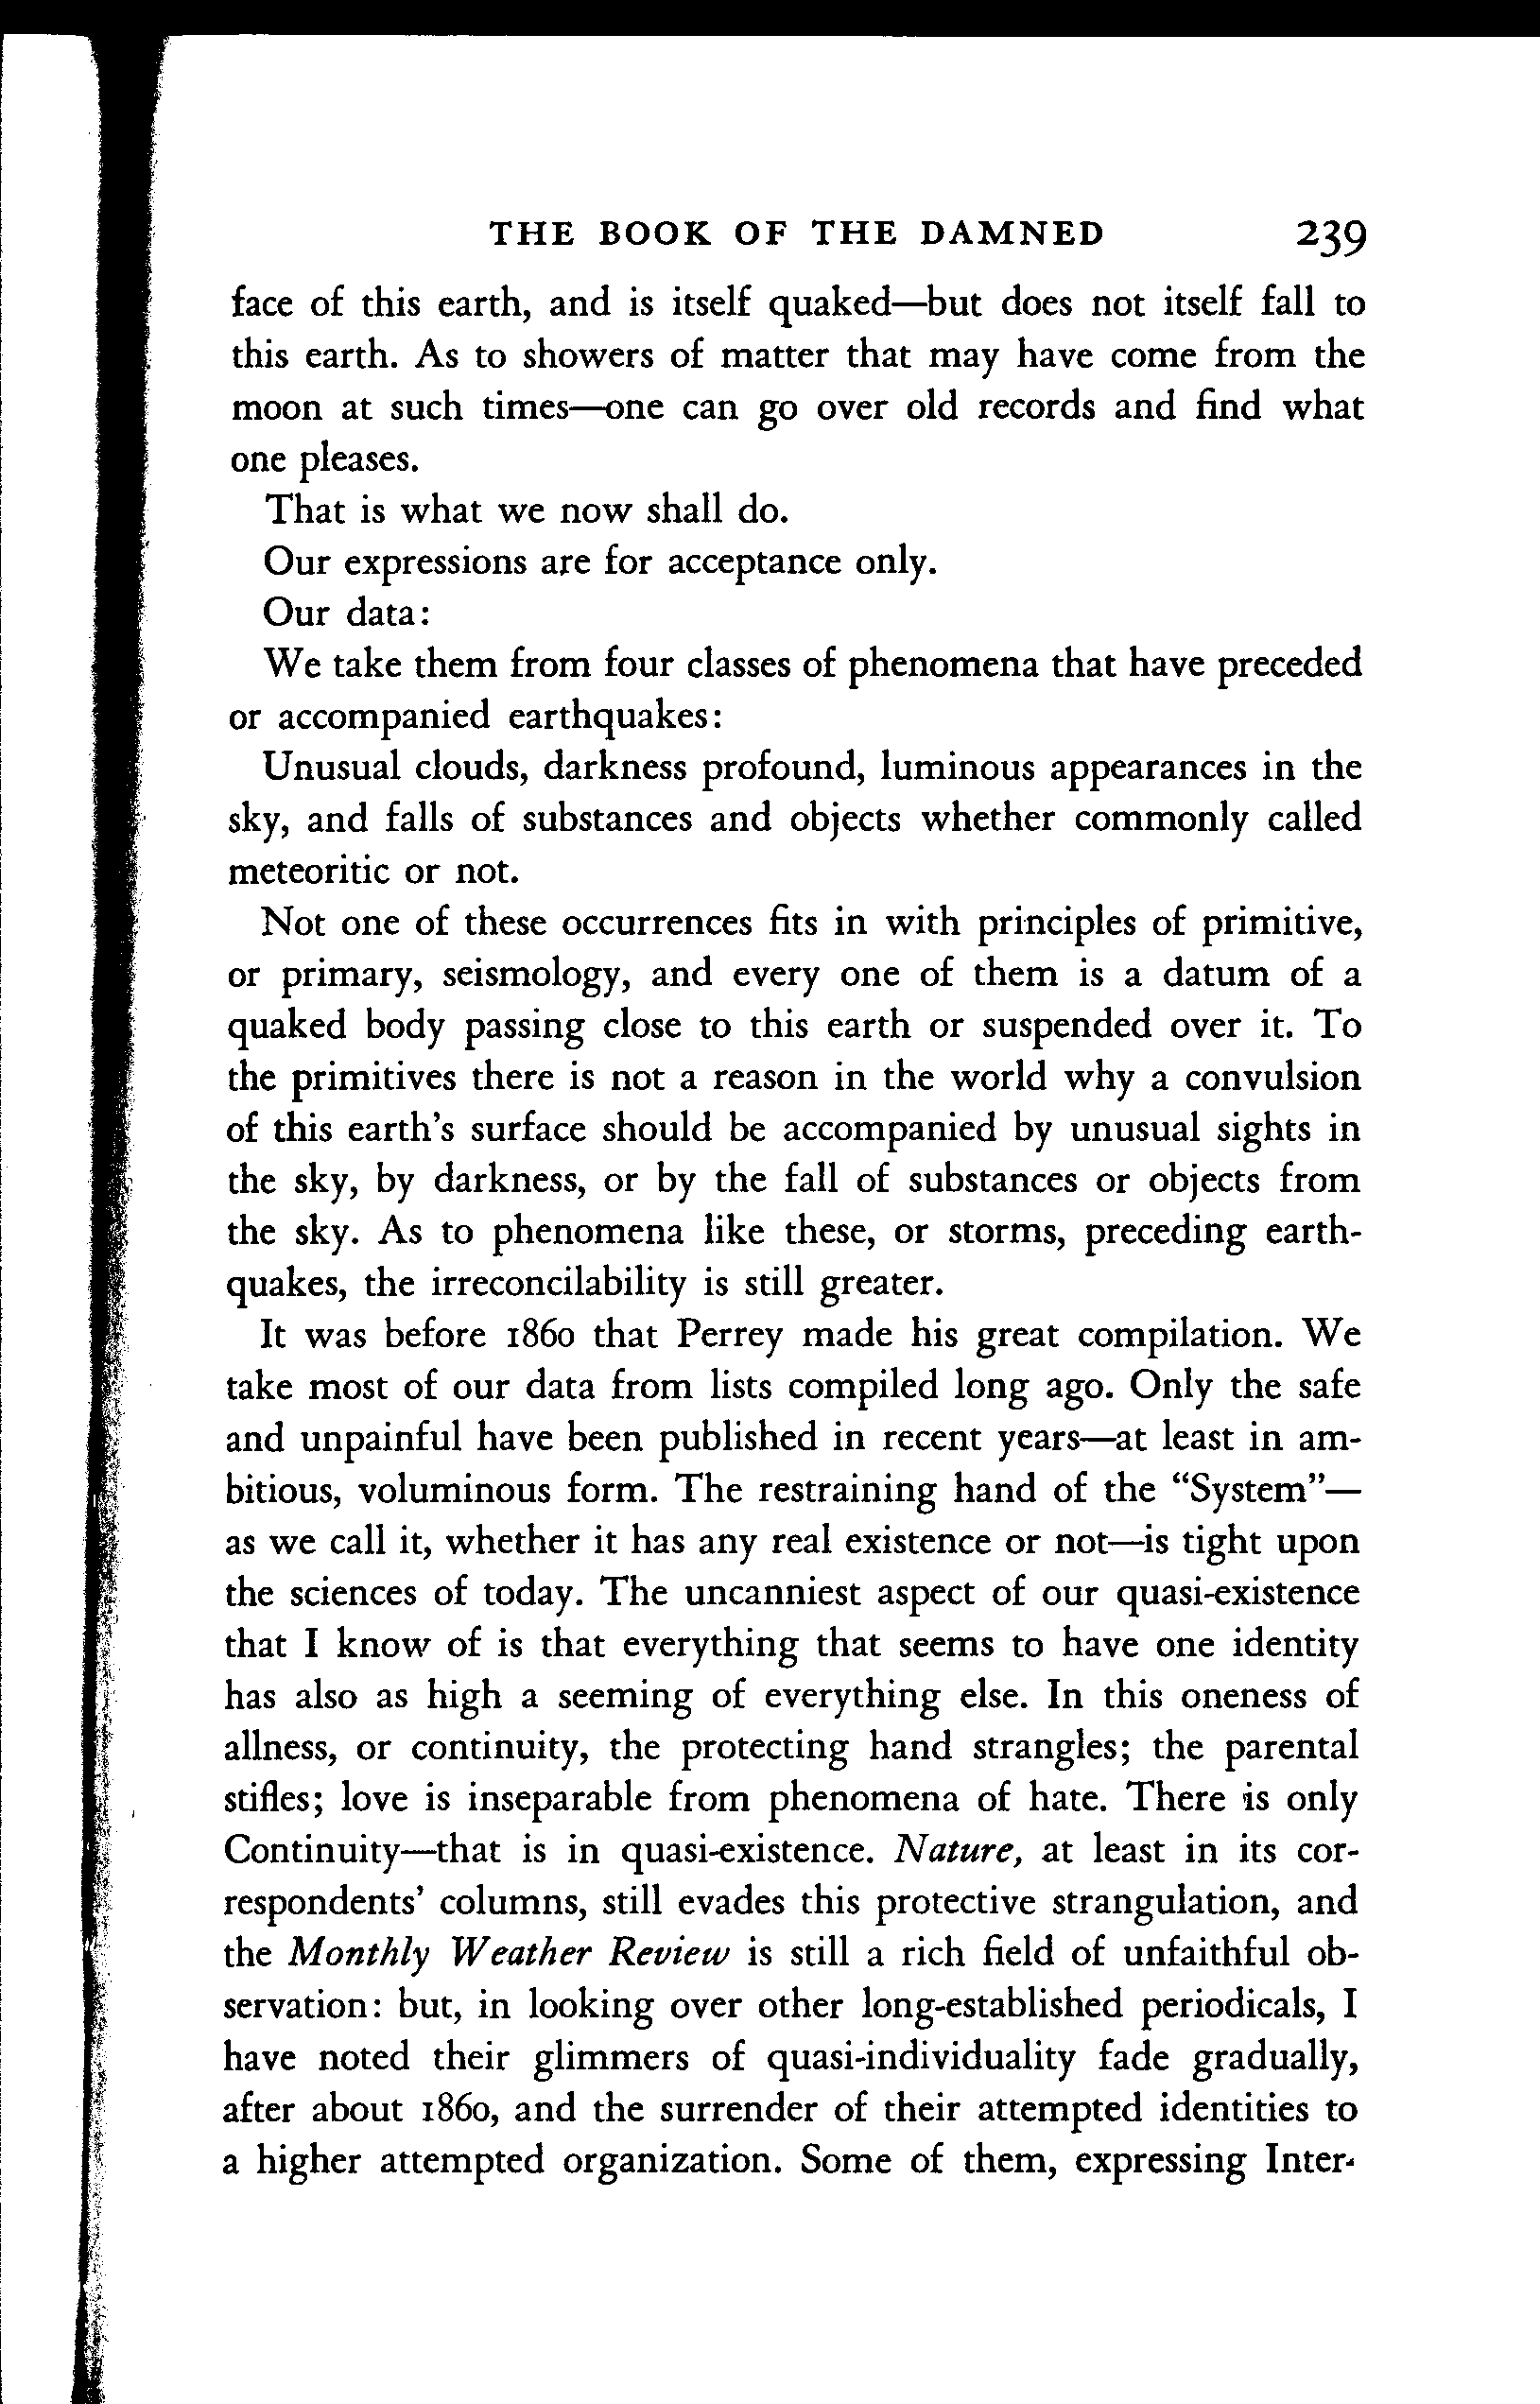 THE BOOK OF THE DAMNED 239
face of this earth, and is itself quaked—but does not itself fall to
this earth. As to showers of matter that may have come from the
moon at such times—one can go over old records and find what
one pleases.
That is what we now shall do.
Our expressions are for acceptance only.
Our data:
We take them from four classes of phenomena that have preceded
or accompanied earthquakes:
Unusual clouds, darkness profound, luminous appearances in the
sky, and falls of substances and objects whether commonly called
meteoritic or not.
Not one of these occurrences fits in with principles of primitive,
or primary, seismology, and every one of them is a datum of a
quaked body passing close to this earth or suspended over it. To
the primitives there is not a reason in the world why a convulsion
of this earth's surface should be accompanied by unusual sights in
the sky, by darkness, or by the fall of substances or objects from
the sky. As to phenomena like these, or storms, preceding earth-
quakes, the irreconcilability is still greater.
It was before 1860 that Perrey made his great compilation. We
take most of our data from lists compiled long ago. Only the safe
and unpainful have been published in recent years—at least in am-
bitious, voluminous form. The restraining hand of the "System"—
as we call it, whether it has any real existence or not—is tight upon
the sciences of today. The uncanniest aspect of our quasi-existence
that I know of is that everything that seems to have one identity
has also as high a seeming of everything else. In this oneness of
allness, or continuity, the protecting hand strangles; the parental
stifles; love is inseparable from phenomena of hate. There is only
Continuity—that is in quasi-existence. Nature, at least in its cor-
respondents' columns, still evades this protective strangulation, and
the Monthly Weather Review is still a rich field of unfaithful ob-
servation: but, in looking over other long-established periodicals, I
have noted their glimmers of quasi-individuality fade gradually,
after about 1860, and the surrender of their attempted identities to
a higher attempted organization. Some of them, expressing Inter-